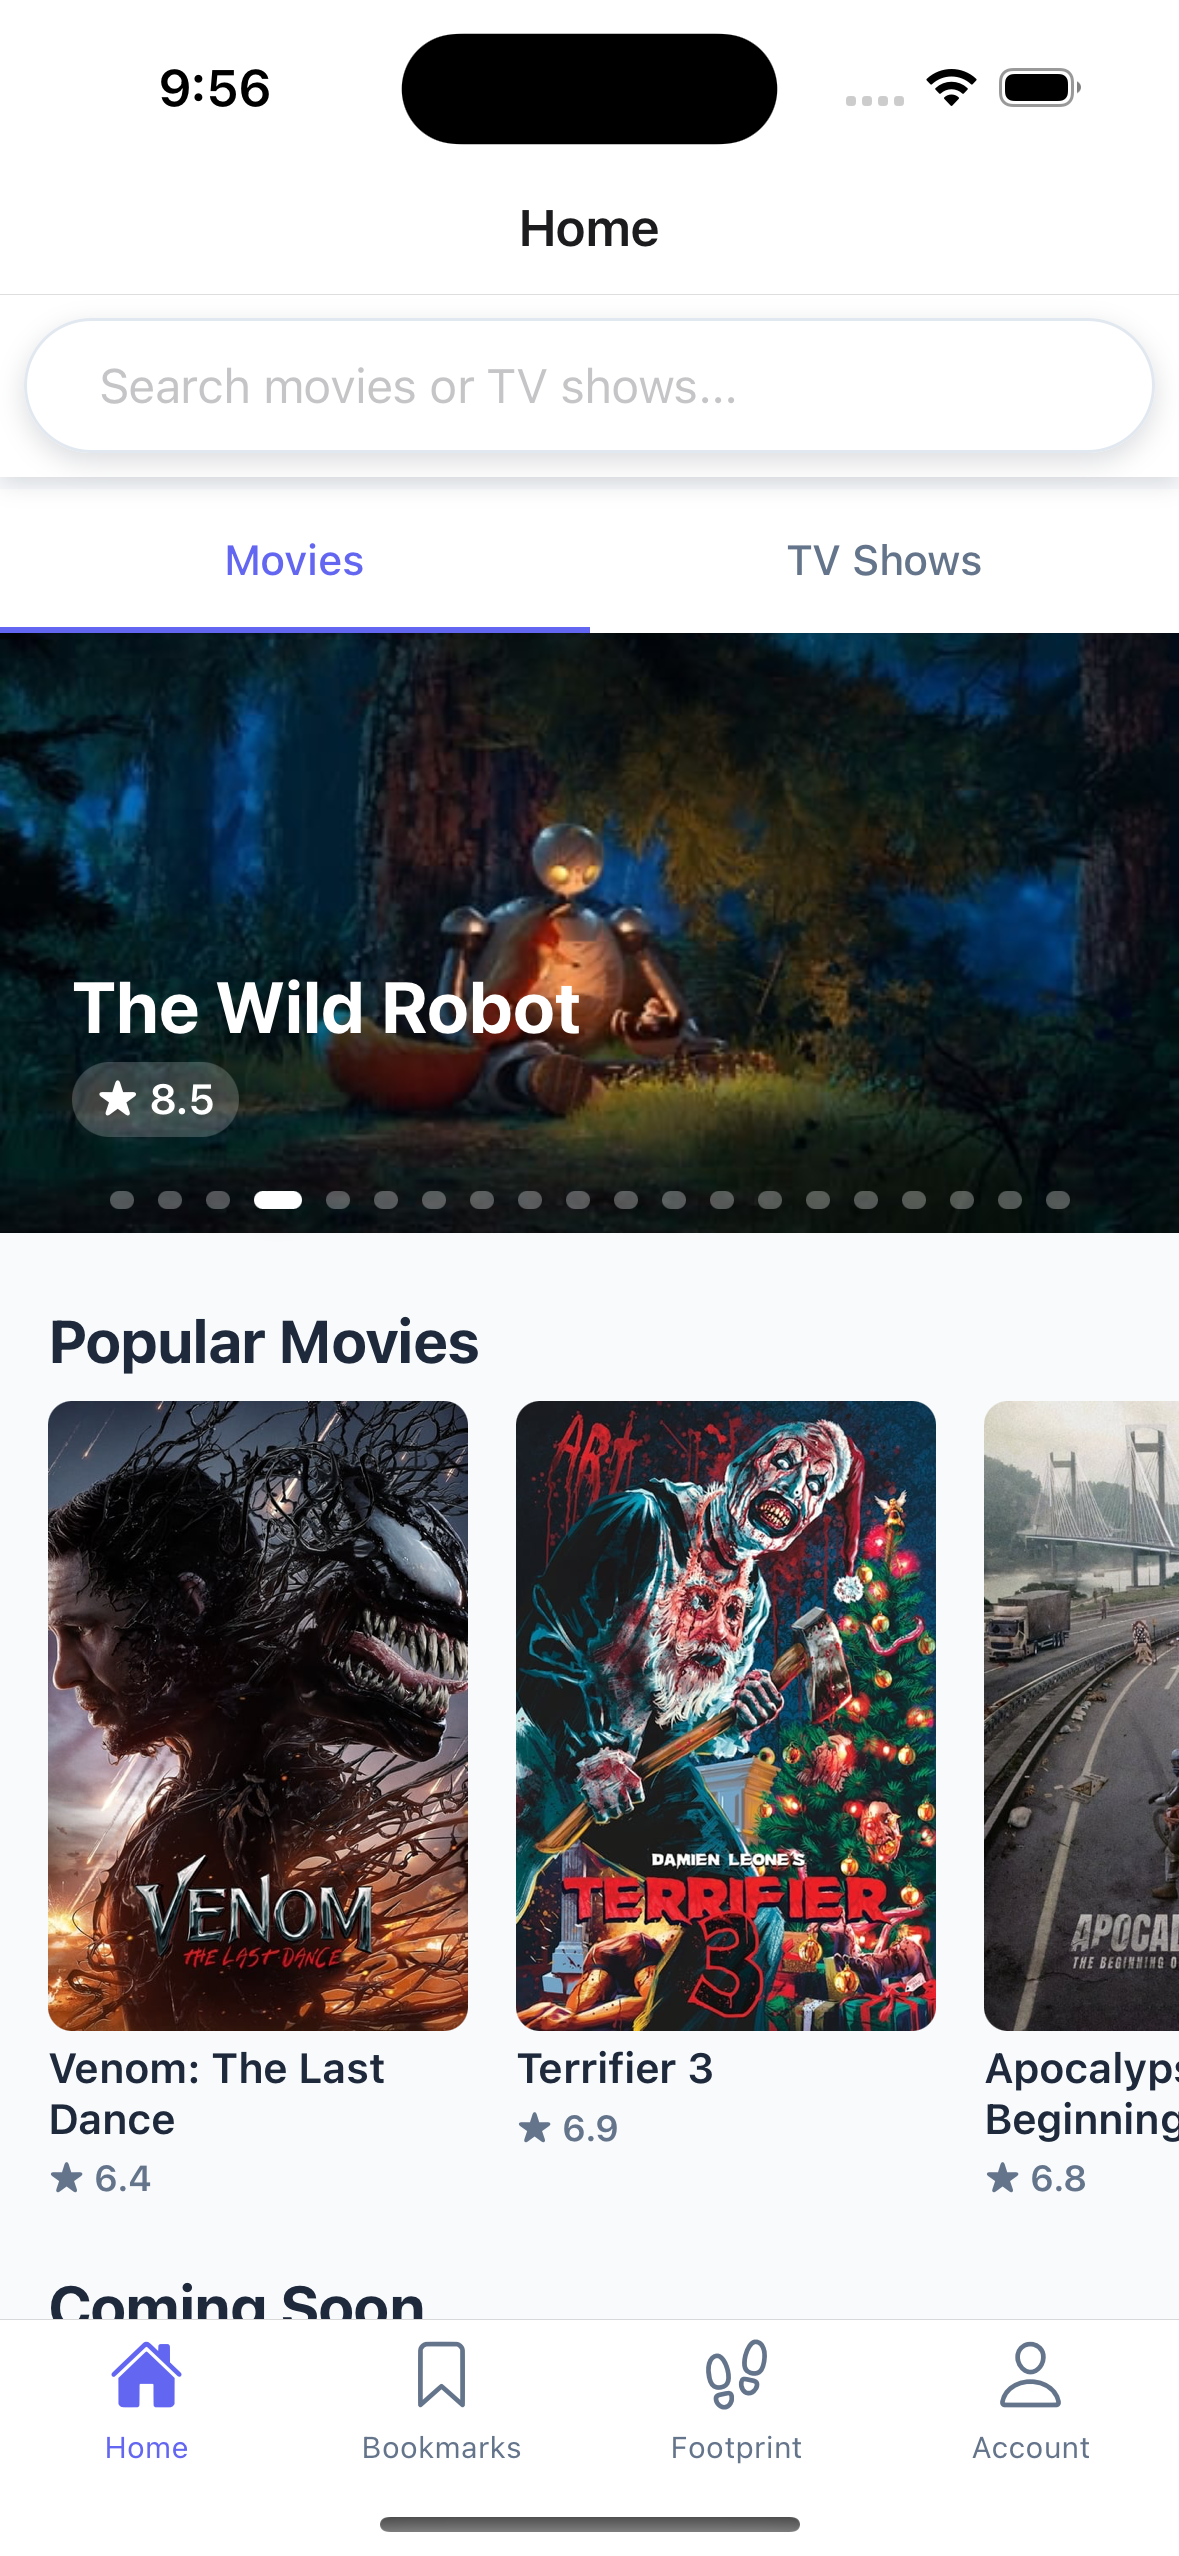 9:56
Home
Search movies or TV shows...
Movies
TV Shows
The Wild Robot
8.5
Popular Movies
ART
VENOM
THE LAST DANCE
DAMIEN LEONE'S
TERRIFIER
3
THE BEGINNING
Venom: The Last
Dance
6.4
Terrifier 3
6.9
Beginning
6.8
Coming Soon
Home
Bookmarks
Footprint
Account